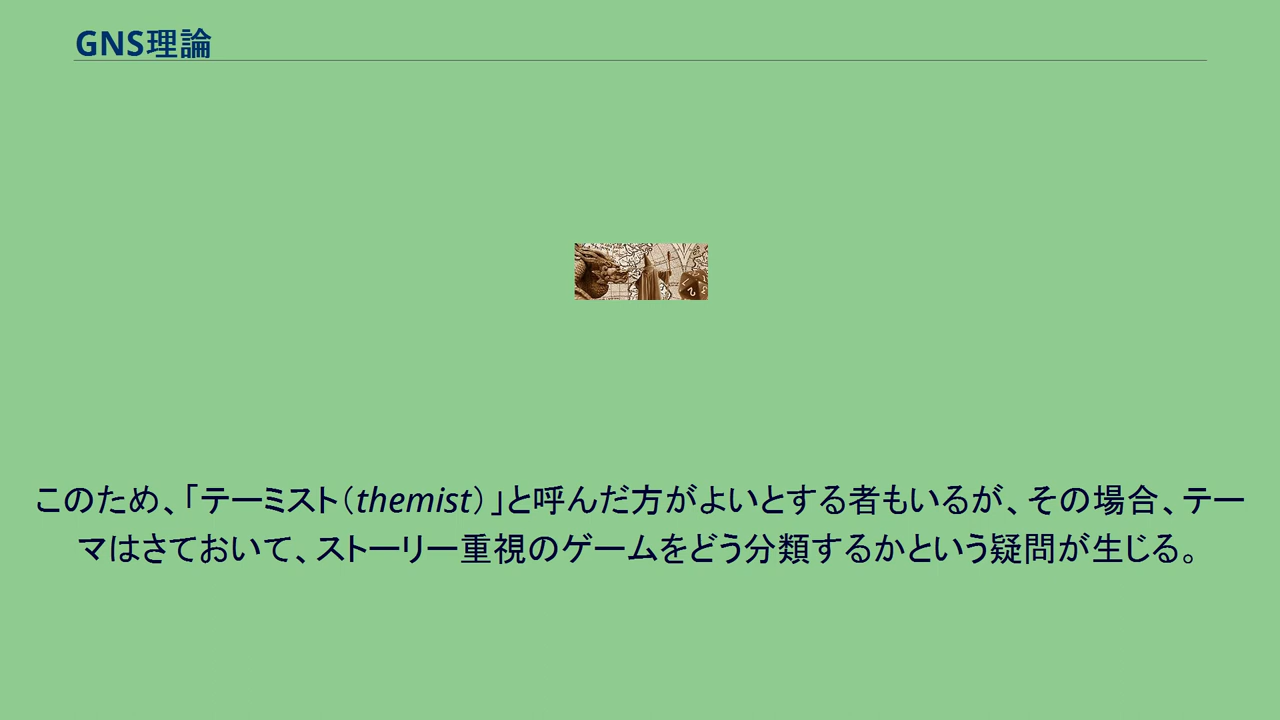 GNS理論
このため、「テーミスト（themist）」と呼んだ方がよいとする者もいるが、その場合、テー
マはさておいて、ストーリー重視のゲームをどう分類するかという疑問が生じる。